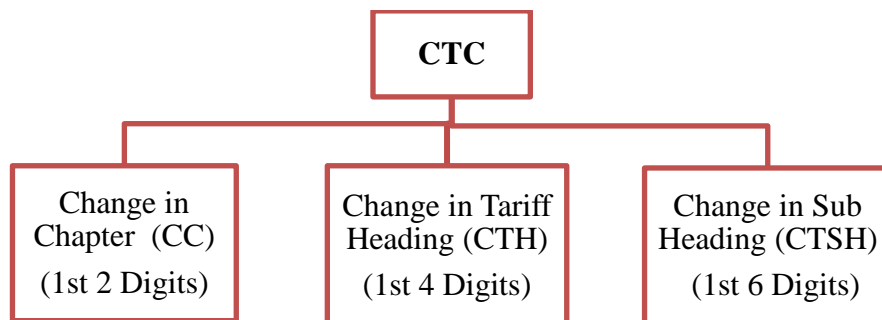 CTC
Change in
Chapter (CC)
(1st 2 Digits)
Change in Tariff
Heading (CTH)
(1st 4 Digits)
Change in Sub
Heading (CTSH)
(1st 6 Digits)